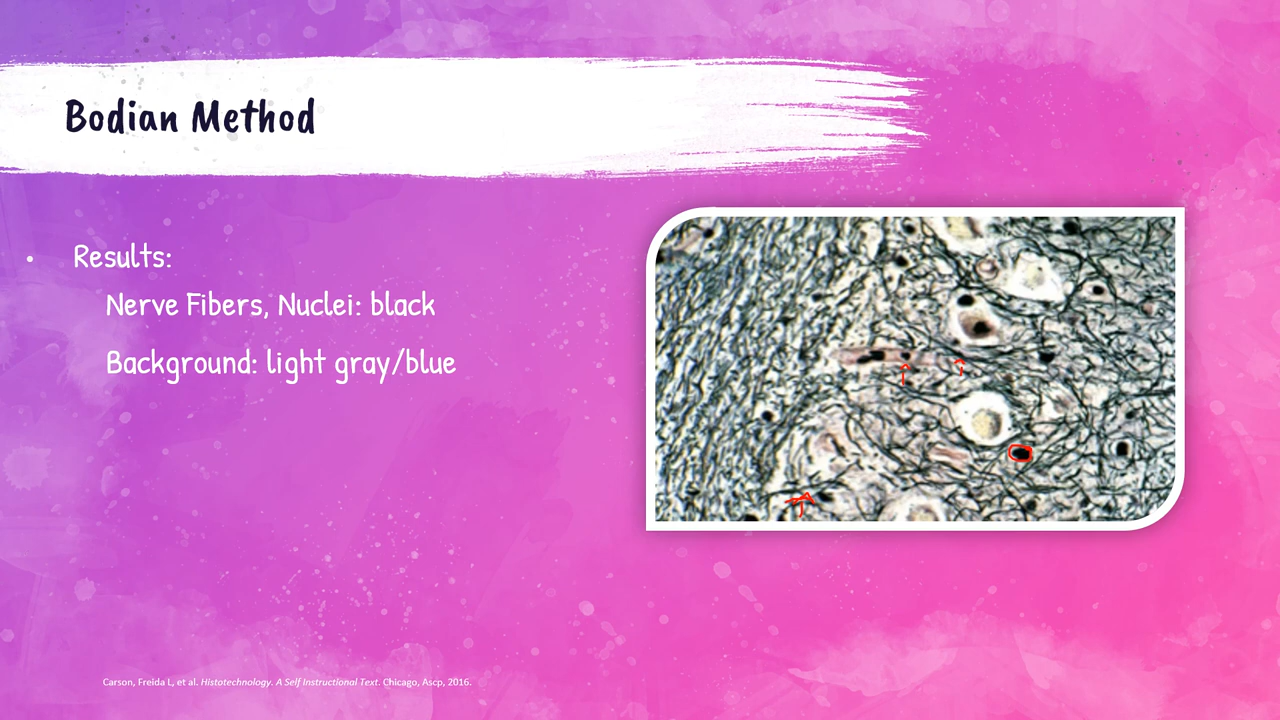 Bodian Method
• Results:
Nerve Fibers, Nuclei: black
Background: light gray/blue
Carson, Freida L, et al. Histotechnology. A Self Instructional Text. Chicago, Ascp, 2016.